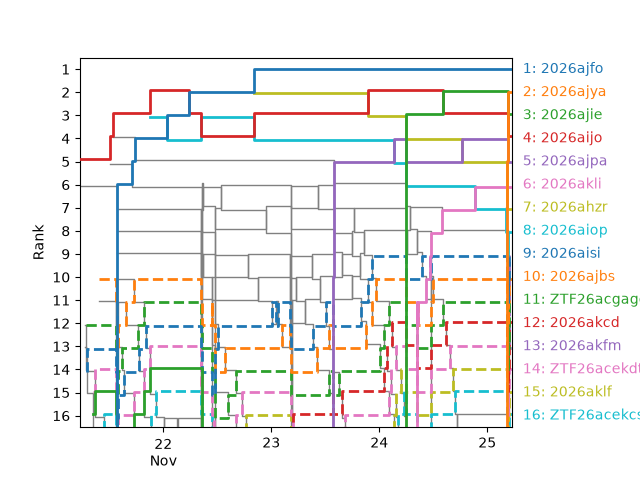 1
2
3
4
5
6
7
8
9
10
11
12
13
14
15
16
Rank
22
23
24
25
Nov
1: 2026ajfo
2: 2026ajya
3: 2026ajie
4: 2026aijo
5: 2026ajpa
6: 2026akli
7: 2026ahzr
8: 2026aiop
9: 2026aisi
10: 2026ajbs
11: ZTF26acgag
12: 2026akcd
13: 2026akfm
14: ZTF26acekdt
15: 2026aklf
16: ZTF26acekcs